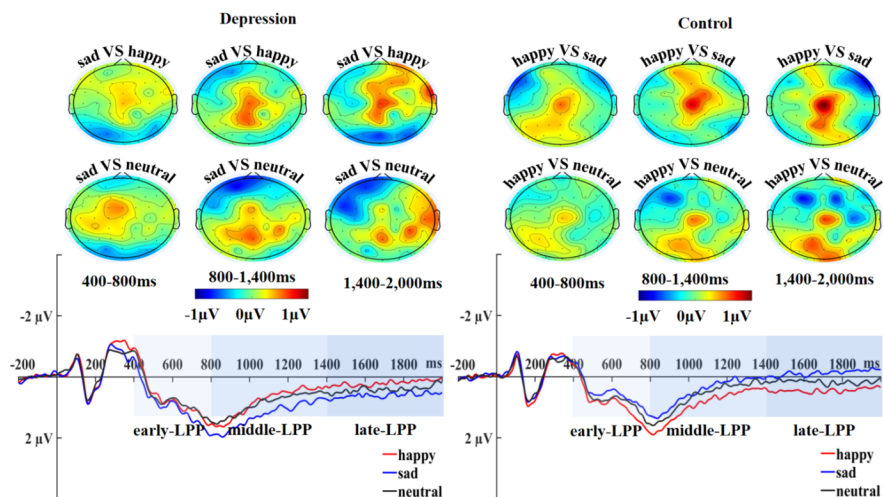 Depression
sad VS happy
sad VS happy
sad VS happy
sad VS neutral
sad VS neutral
sad VS neutral
400-800ms
800-1,400ms
1,400-2,000ms
-1μV 0μV 1μV
-2 μV
-200 200 400 600 800 1000 1200 1400 1600 1800 ms
early-LPP middle-LPP late-LPP
2 μV
happy
sad
neutral
Control
happy VS sad
happy VS sad
happy VS sad
happy VS neutral
happy VS neutral
happy VS neutral
400-800ms
800-1,400ms
1,400-2,000ms
-1μV 0μV 1μV
-2 μV
-200 200 400 600 800 1000 1200 1400 1600 1800 ms
early-LPP middle-LPP late-LPP
2 μV
happy
sad
neutral